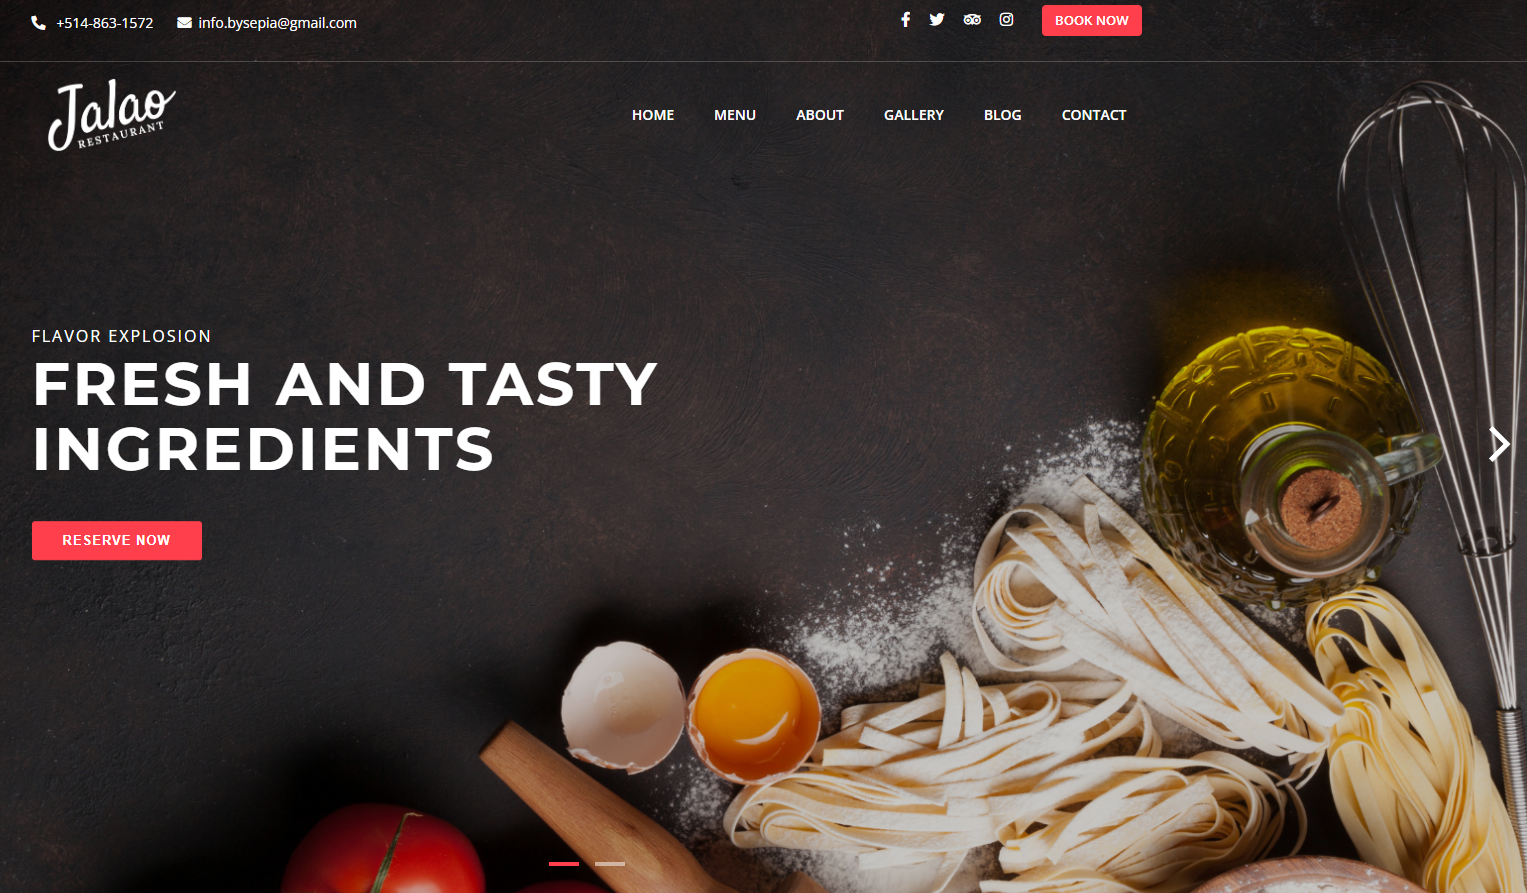 +514-863-1572 info.bysepia@gmail.com BOOK NOW
Jalao
RESTAURANT
HOME MENU ABOUT GALLERY BLOG CONTACT
FLAVOR EXPLOSION
FRESH AND TASTY
INGREDIENTS
RESERVE NOW